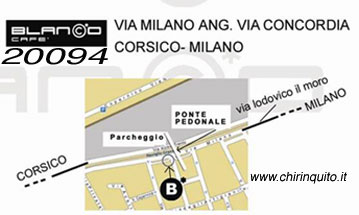 BLANCO
CAFE'
20094
VIA MILANO ANG. VIA CONCORDIA
CORSICO- MILANO
PONTE
PEDONALE
via lodovico il moro
MILANO
Parcheggio
CORSICO
B
www.chirinquito.it